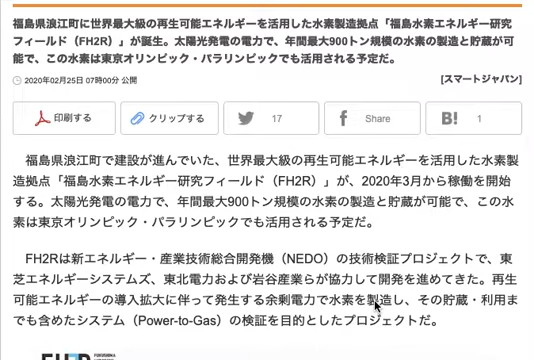 福島県浪江町に世界最大級の再生可能エネルギーを活用した水素製造拠点「福島水素エネルギー研究
フィールド（FH2R）」が誕生。太陽光発電の電力で、年間最大900トン規模の水素の製造と貯蔵が可
能で、この水素は東京オリンピック・パラリンピックでも活用される予定だ。
2020年02月25日 07時00分 公開
[スマートジャパン]
印刷する
クリップする
17
Share
B! 1
福島県浪江町で建設が進んでいた、世界最大級の再生可能エネルギーを活用した水素製
造拠点「福島水素エネルギー研究フィールド（FH2R）」が、2020年3月から稼働を開始
する。太陽光発電の電力で、年間最大900トン規模の水素の製造と貯蔵が可能で、この水
素は東京オリンピック・パラリンピックでも活用される予定だ。
FH2Rは新エネルギー・産業技術総合開発機構（NEDO）の技術検証プロジェクトで、東
芝エネルギーシステムズ、東北電力および岩谷産業らが協力して開発を進めてきた。再生
可能エネルギーの導入拡大に伴って発生する余剰電力で水素を製造し、その貯蔵・利用ま
でも含めたシステム（Power-to-Gas）の検証を目的としたプロジェクトだ。